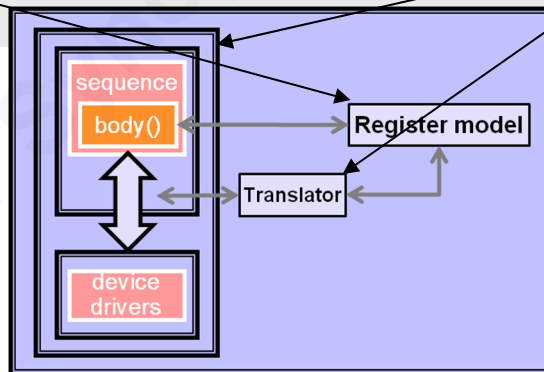 sequence
body()
Register model
Translator
device
drivers